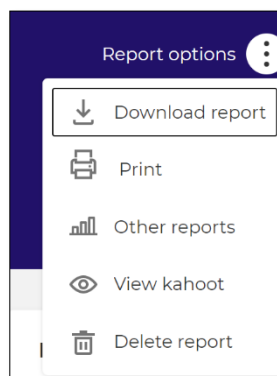 Report options
Download report
Print
Other reports
View kahoot
Delete report